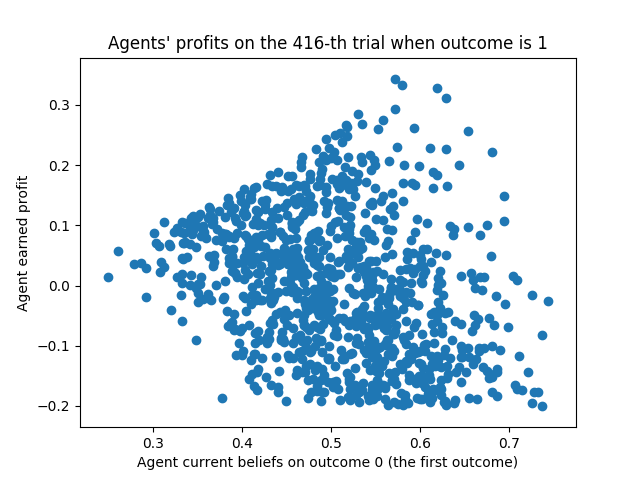 Agents' profits on the 416-th trial when outcome is 1
Agent earned profit
0.3
0.2
0.1
0.0
−0.1
−0.2
0.3 0.4 0.5 0.6 0.7
Agent current beliefs on outcome 0 (the first outcome)